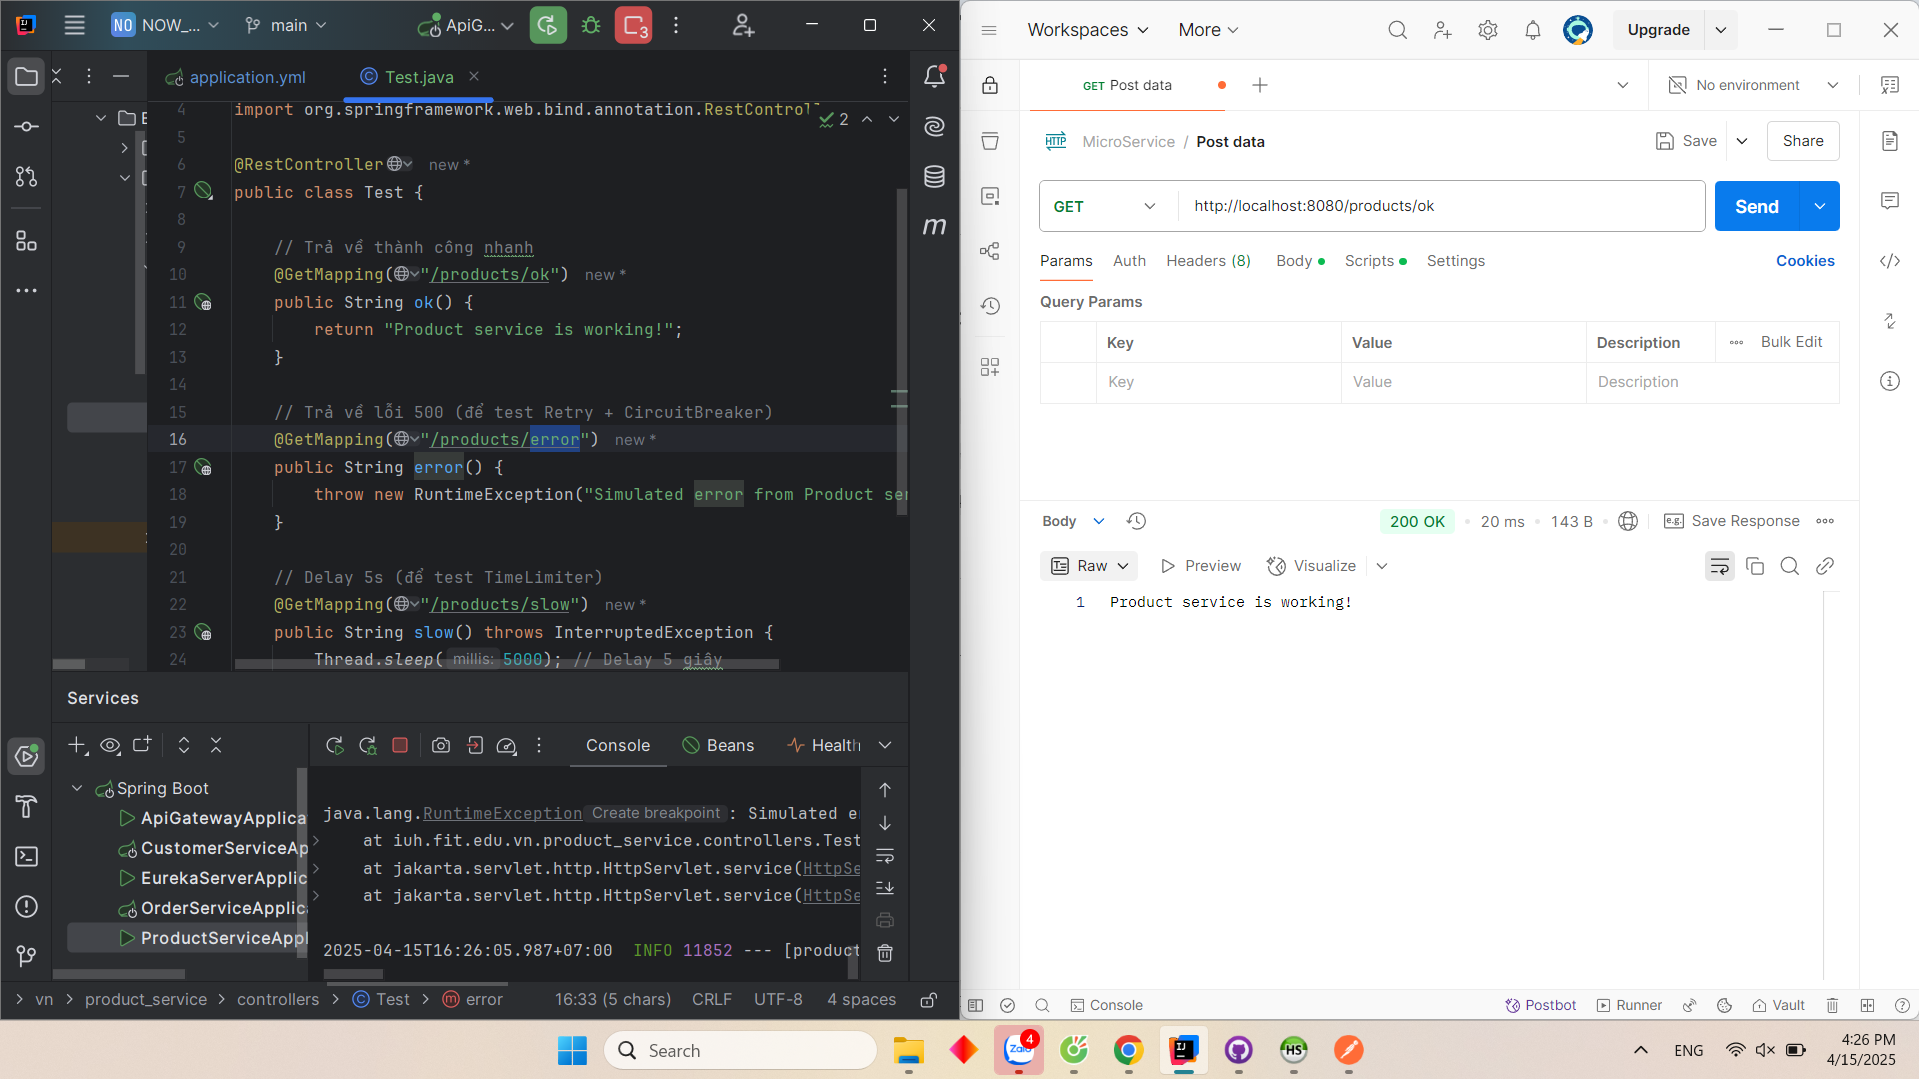 NO NOW_...
main
ApiG...
3
application.yml
Test.java
2
4 import org.springframework.web.bind.annotation.RestControl
5
6 @RestController new *
7 public class Test {
8
9 // Trả về thành công nhanh
10 @GetMapping("/products/ok") new *
11 public String ok() {
12 return "Product service is working!";
13 }
14
15 // Trả về lỗi 500 (để test Retry + CircuitBreaker)
16 @GetMapping("/products/error") new *
17 public String error() {
18 throw new RuntimeException("Simulated error from Product ser
19 }
20
21 // Delay 5s (để test TimeLimiter)
22 @GetMapping("/products/slow") new *
23 public String slow() throws InterruptedException {
24 Thread.sleep( millis: 5000); // Delay 5 giây
Services
Console
Beans
Health
Spring Boot
ApiGatewayApplica
CustomerServiceAp
EurekaServerApplic
OrderServiceApplic
ProductServiceAppl
java.lang.RuntimeException Create breakpoint : Simulated e
at iuh.fit.edu.vn.product_service.controllers.Test
at jakarta.servlet.http.HttpServlet.service(HttpSe
at jakarta.servlet.http.HttpServlet.service(HttpSe
2025-04-15T16:26:05.987+07:00 INFO 11852 --- [product
vn > product_service > controllers > Test > error
16:33 (5 chars) CRLF UTF-8 4 spaces
Workspaces
More
Upgrade
GET Post data
No environment
HTTP MicroService / Post data
Save
Share
GET http://localhost:8080/products/ok
Send
Params Auth Headers (8) Body Scripts Settings
Cookies
Query Params
Key Value Description Bulk Edit
Key Value Description
Body
200 OK 20 ms 143 B
e.g. Save Response
Raw Preview Visualize
1 Product service is working!
Console
Postbot Runner Vault
Search
Zalo
4
IJ
HS
ENG
4:26 PM
4/15/2025